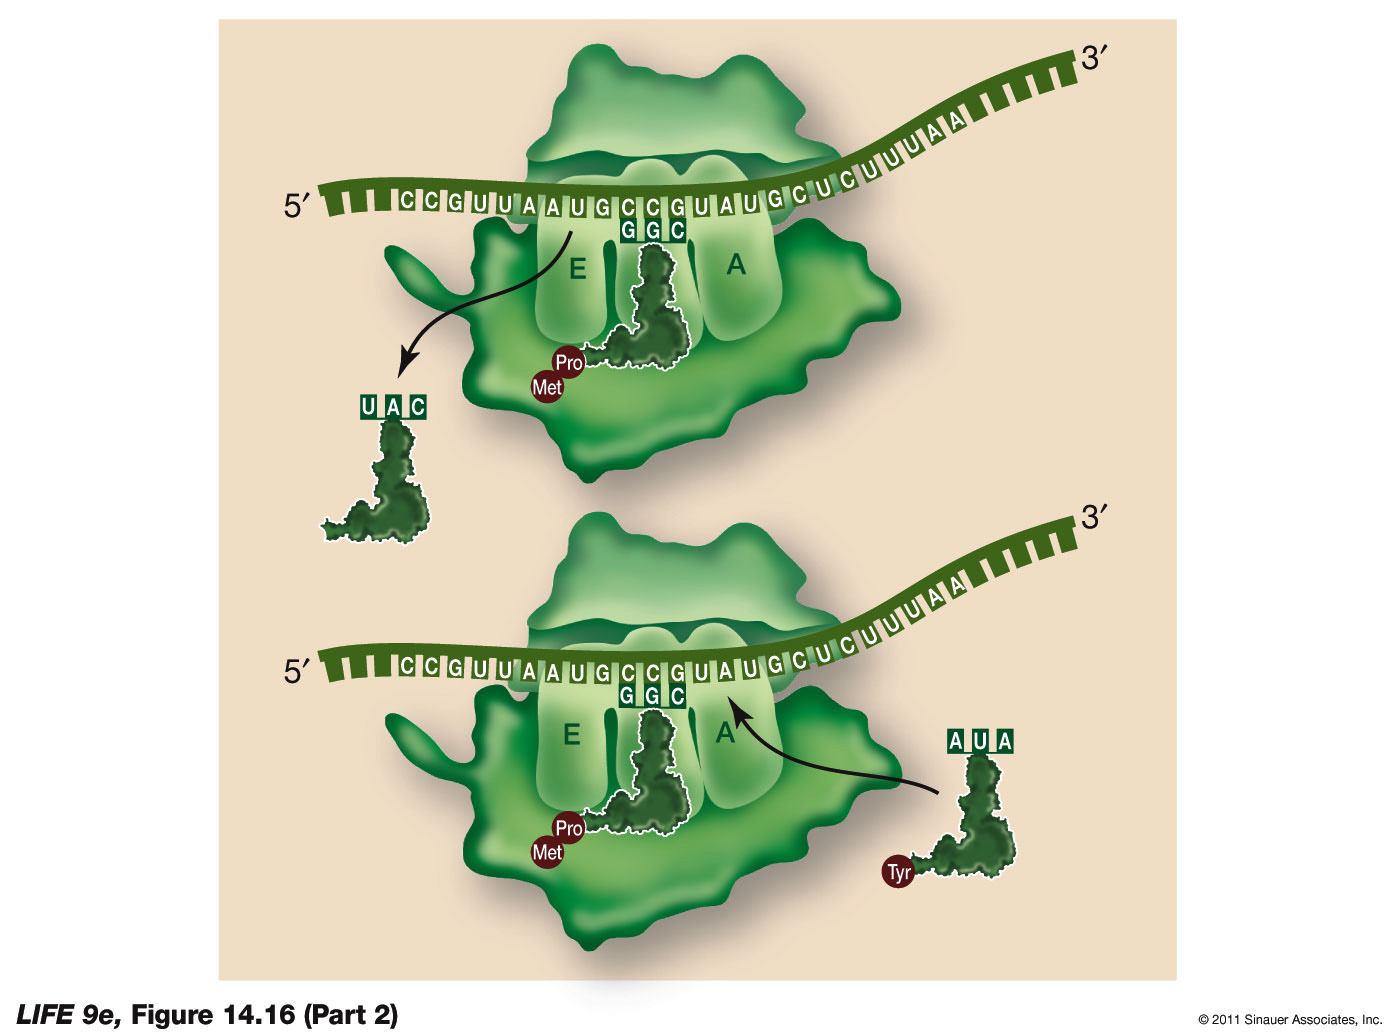 3′
5′ CCGUUAAUGCCGUAUGCUCUUUAA
GGC
E A
Pro
Met
UAC
3′
5′ CCGUUAAUGCCGUAUGCUCUUUAA
GGC
E A
AUA
Pro
Met
Tyr
LIFE 9e, Figure 14.16 (Part 2)
© 2011 Sinauer Associates, Inc.